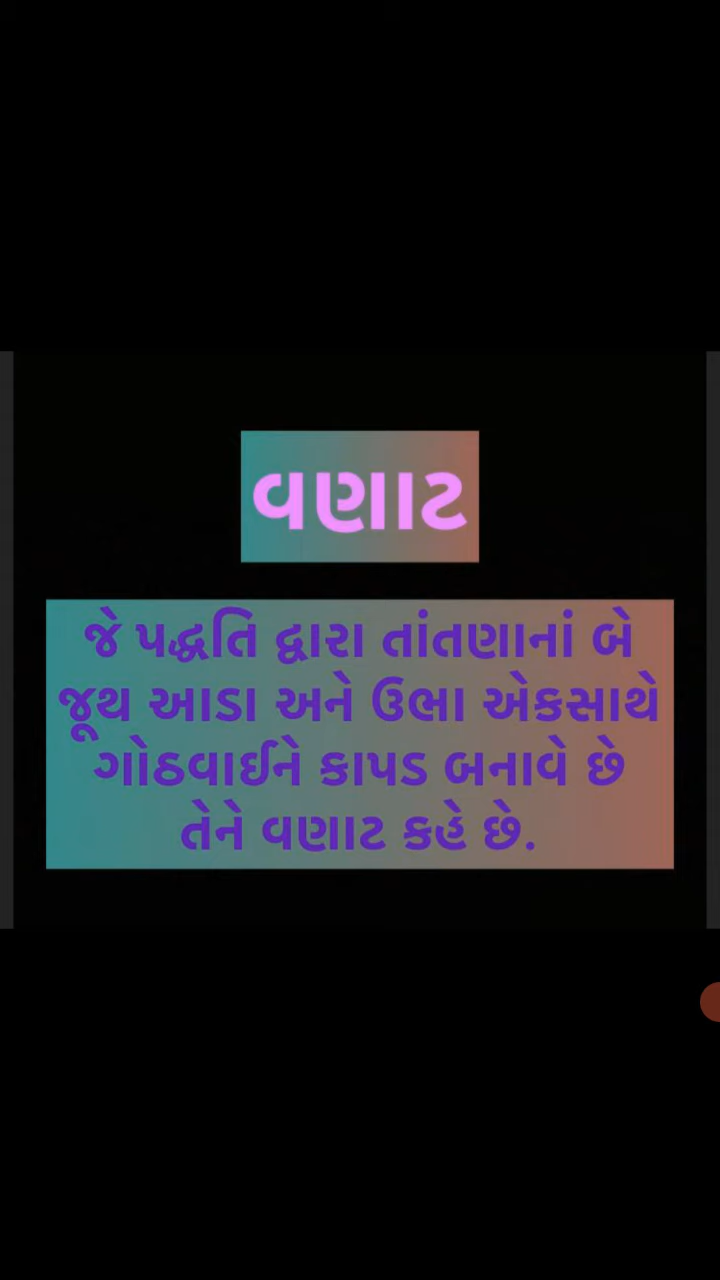 વણાટ
જે પદ્ધતિ દ્વારા તાંતણાનાં બે
જૂથ આડા અને ઉભા એકસાથે
ગોઠવાઈને કાપડ બનાવે છે
તેને વણાટ કહે છે.